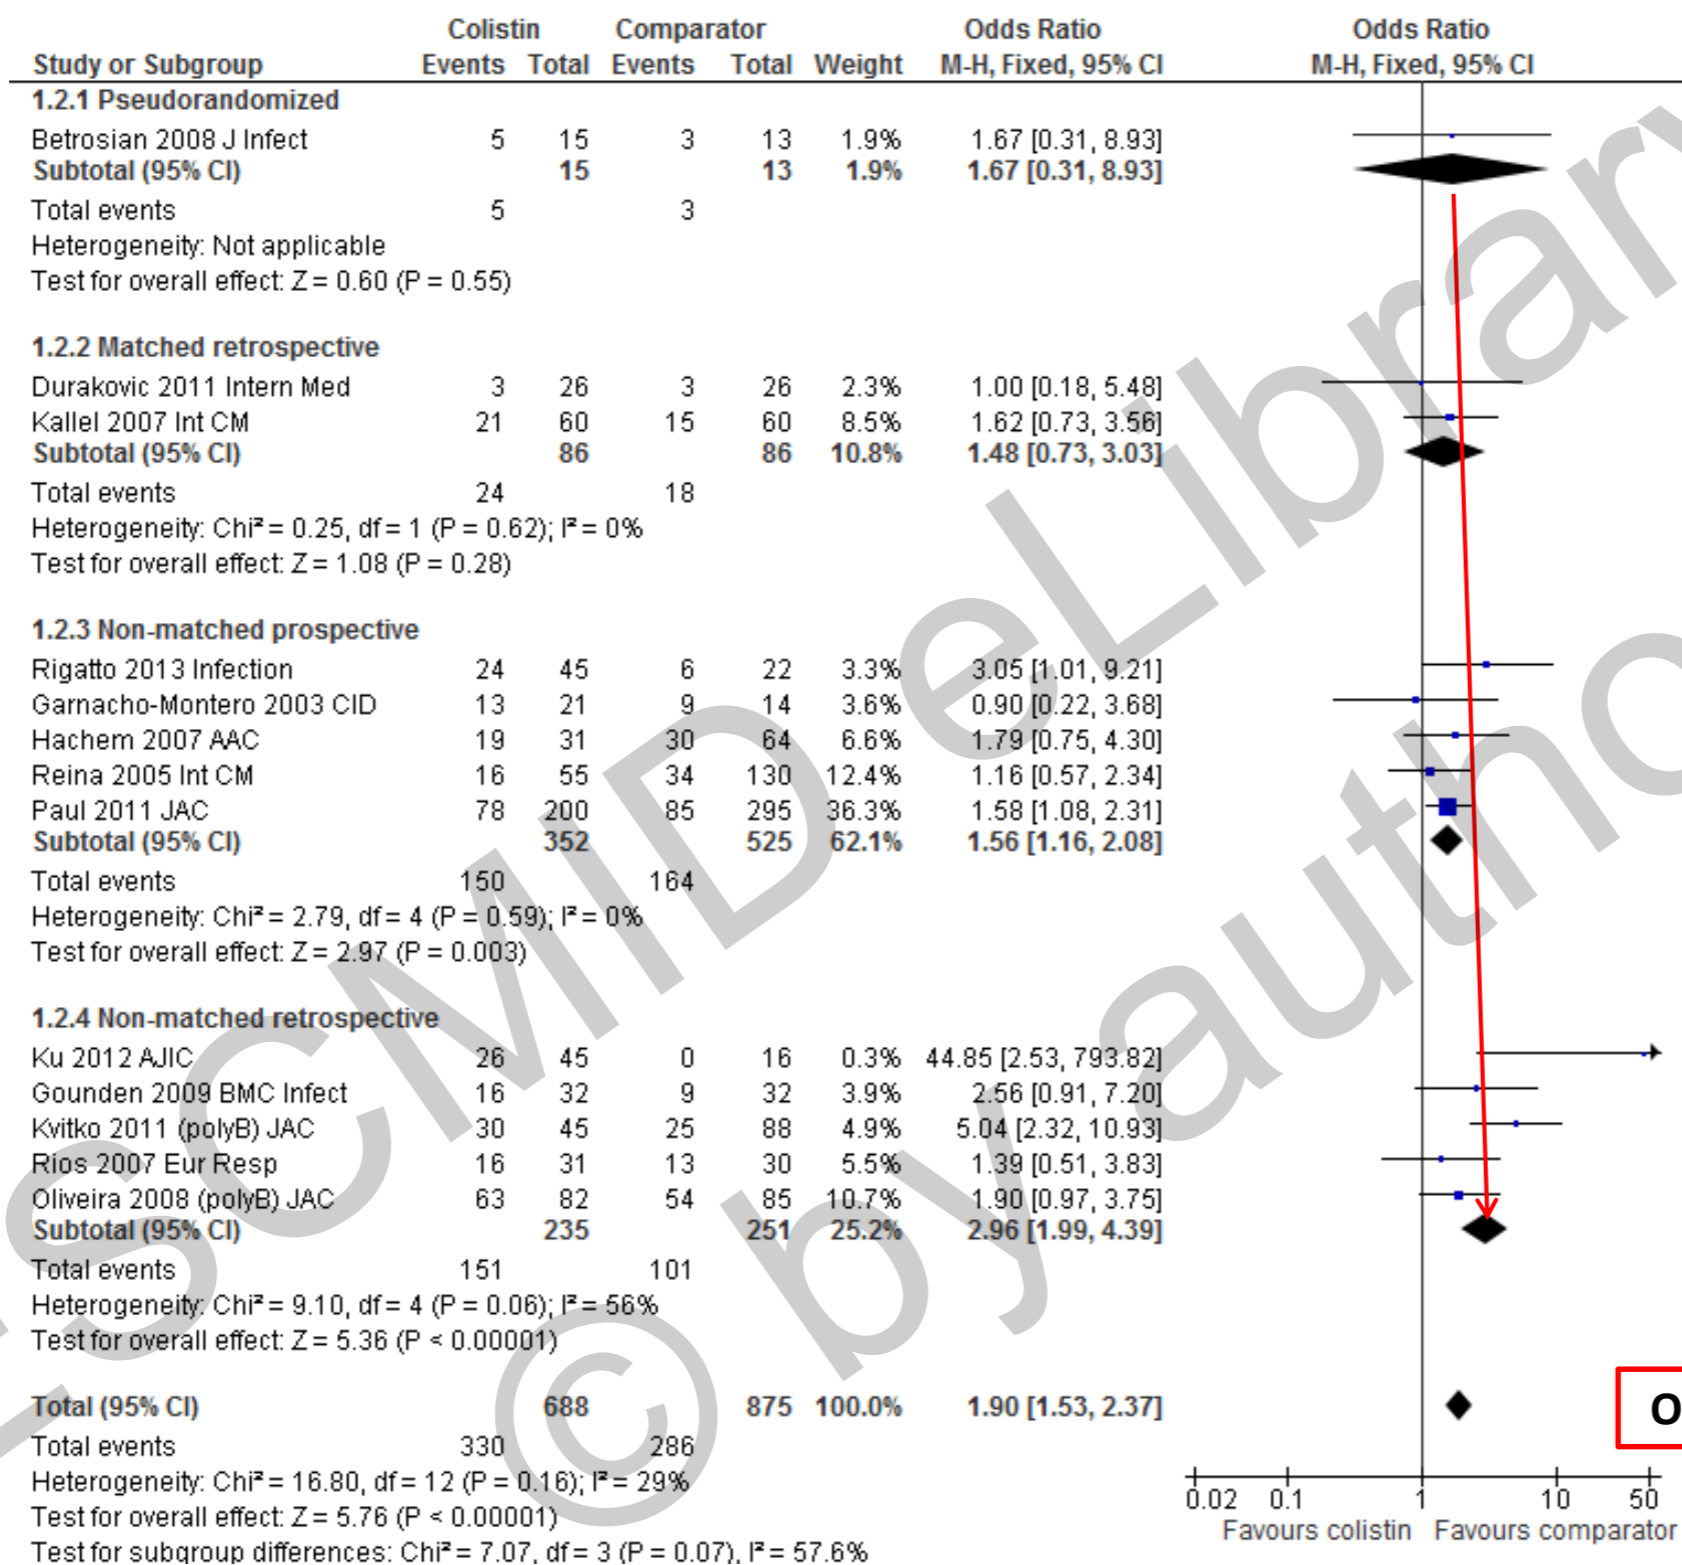 Colistin Comparator Odds Ratio Odds Ratio
Study or Subgroup Events Total Events Total Weight M-H, Fixed, 95% CI M-H, Fixed, 95% CI
1.2.1 Pseudorandomized
Betrosian 2008 J Infect 5 15 3 13 1.9% 1.67 [0.31, 8.93]
Subtotal (95% CI) 15 13 1.9% 1.67 [0.31, 8.93]
Total events 5 3
Heterogeneity: Not applicable
Test for overall effect: Z = 0.60 (P = 0.55)
1.2.2 Matched retrospective
Durakovic 2011 Intern Med 3 26 3 26 2.3% 1.00 [0.18, 5.48]
Kallel 2007 Int CM 21 60 15 60 8.5% 1.62 [0.73, 3.56]
Subtotal (95% CI) 86 86 10.8% 1.48 [0.73, 3.03]
Total events 24 18
Heterogeneity: Chi² = 0.25, df = 1 (P = 0.62); I² = 0%
Test for overall effect: Z = 1.08 (P = 0.28)
1.2.3 Non-matched prospective
Rigatto 2013 Infection 24 45 6 22 3.3% 3.05 [1.01, 9.21]
Garnacho-Montero 2003 CID 13 21 9 14 3.6% 0.90 [0.22, 3.68]
Hachem 2007 AAC 19 31 30 64 6.6% 1.79 [0.75, 4.30]
Reina 2005 Int CM 16 55 34 130 12.4% 1.16 [0.57, 2.34]
Paul 2011 JAC 78 200 85 295 36.3% 1.58 [1.08, 2.31]
Subtotal (95% CI) 352 525 62.1% 1.56 [1.16, 2.08]
Total events 150 164
Heterogeneity: Chi² = 2.79, df = 4 (P = 0.59); I² = 0%
Test for overall effect: Z = 2.97 (P = 0.003)
1.2.4 Non-matched retrospective
Ku 2012 AJIC 26 45 0 16 0.3% 44.85 [2.53, 793.82]
Gounden 2009 BMC Infect 16 32 9 32 3.9% 2.56 [0.91, 7.20]
Kvitko 2011 (polyB) JAC 30 45 25 88 4.9% 5.04 [2.32, 10.93]
Rios 2007 Eur Resp 16 31 13 30 5.5% 1.39 [0.51, 3.83]
Oliveira 2008 (polyB) JAC 63 82 54 85 10.7% 1.90 [0.97, 3.75]
Subtotal (95% CI) 235 251 25.2% 2.96 [1.99, 4.39]
Total events 151 101
Heterogeneity: Chi² = 9.10, df = 4 (P = 0.06); I² = 56%
Test for overall effect: Z = 5.36 (P < 0.00001)
Total (95% CI) 688 875 100.0% 1.90 [1.53, 2.37]
O
Total events 330 286
Heterogeneity: Chi² = 16.80, df = 12 (P = 0.16); I² = 29%
Test for overall effect: Z = 5.76 (P < 0.00001)
Test for subgroup differences: Chi² = 7.07, df = 3 (P = 0.07), I² = 57.6%
0.02 0.1 1 10 50
Favours colistin Favours comparator
ESCMID eLibrary
© by author